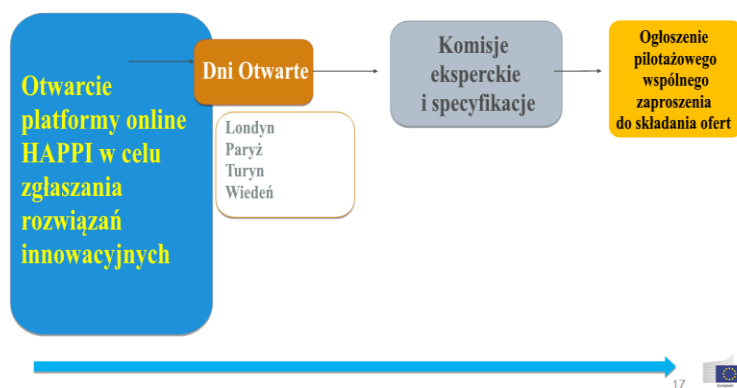 Otwarcie
platformy online
HAPPI w celu
zgłaszania
rozwiązań
innowacyjnych
Dni Otwarte
Londyn
Paryż
Turyn
Wiedeń
Komisje
eksperckie
i specyfikacje
Ogłoszenie
pilotażowego
wspólnego
zaproszenia
do składania ofert
17
European